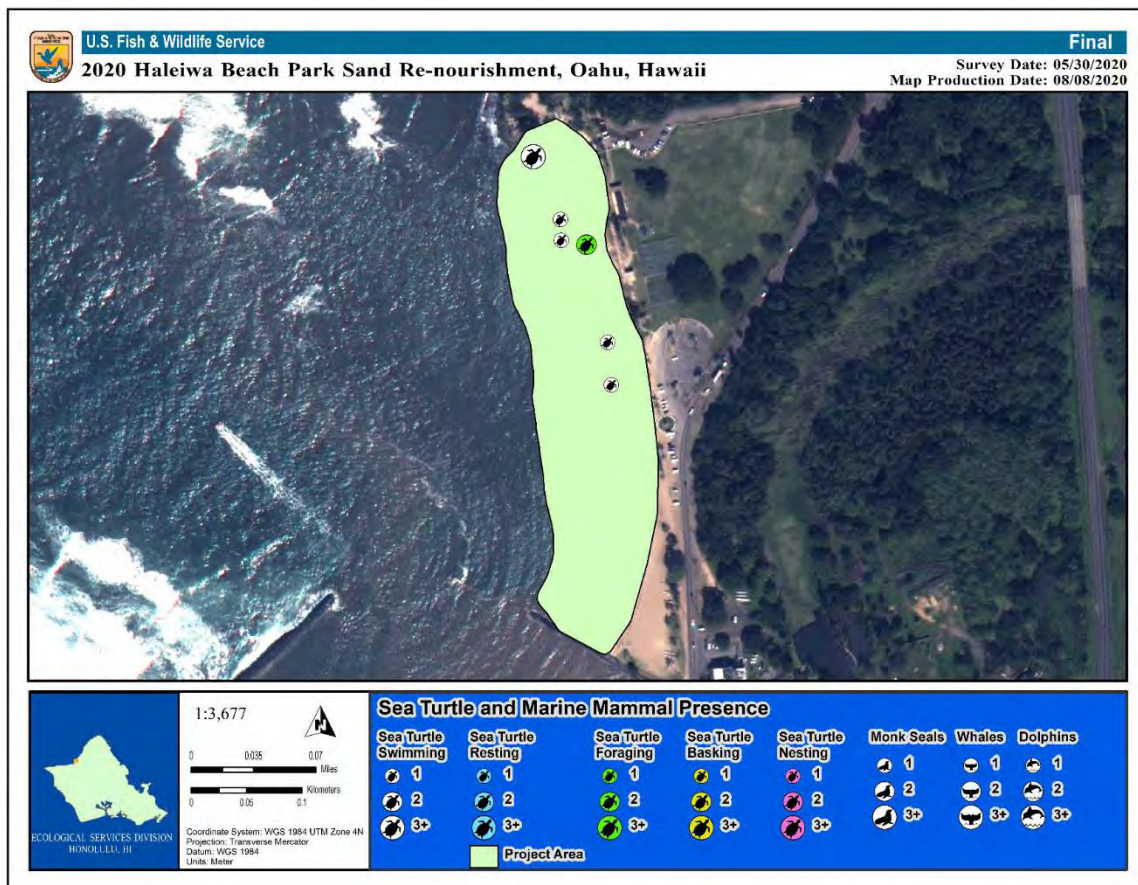 U.S. Fish & Wildlife Service
Final
2020 Haleiwa Beach Park Sand Re-nourishment, Oahu, Hawaii
Survey Date: 05/30/2020
Map Production Date: 08/08/2020
ECOLOGICAL SERVICES DIVISION
HONOLULU, HI
1:3,677
N
0 0.035 0.07
Miles
Kilometers
0 0.05 0.1
Coordinate System: WGS 1984 UTM Zone 4N
Projection: Transverse Mercator
Datum: WGS 1984
Units: Meter
Sea Turtle and Marine Mammal Presence
Sea Turtle Swimming
1
2
3+
Sea Turtle Resting
1
2
3+
Sea Turtle Foraging
1
2
3+
Sea Turtle Basking
1
2
3+
Sea Turtle Nesting
1
2
3+
Monk Seals
1
2
3+
Whales
1
2
3+
Dolphins
1
2
3+
Project Area